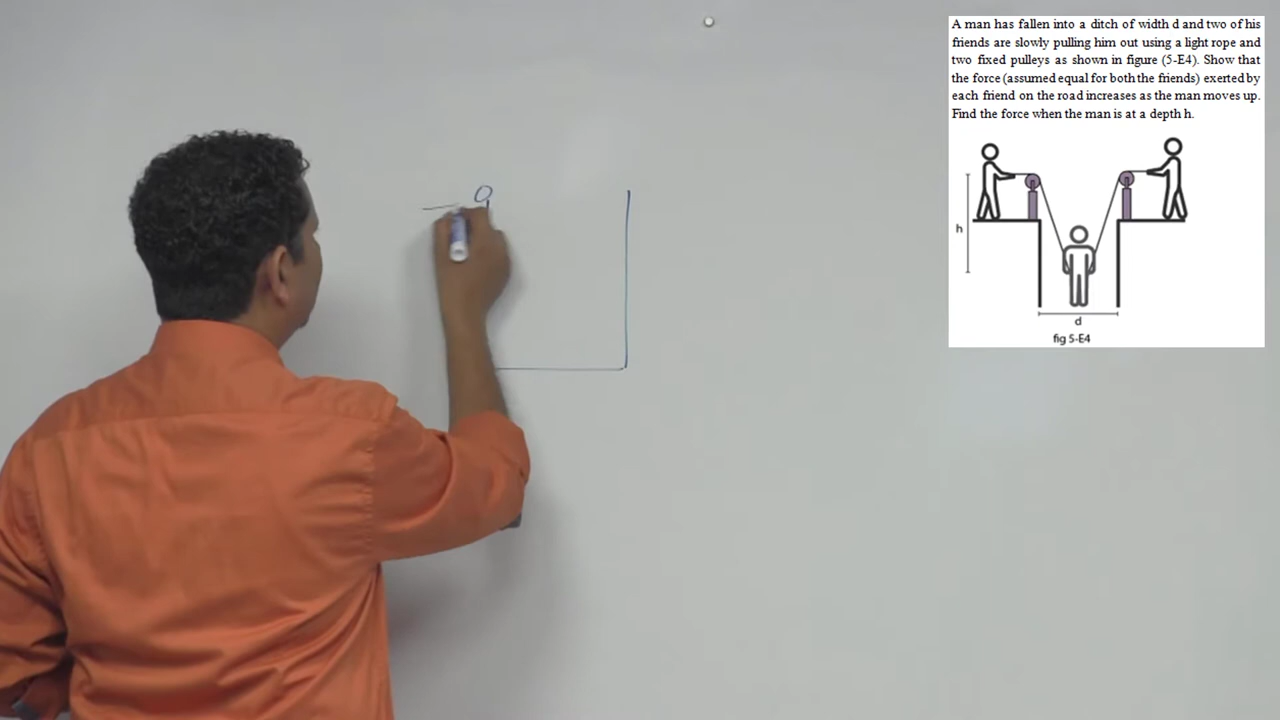 A man has fallen into a ditch of width d and two of his
friends are slowly pulling him out using a light rope and
two fixed pulleys as shown in figure (5-E4). Show that
the force (assumed equal for both the friends) exerted by
each friend on the road increases as the man moves up.
Find the force when the man is at a depth h.
h
d
fig 5-E4